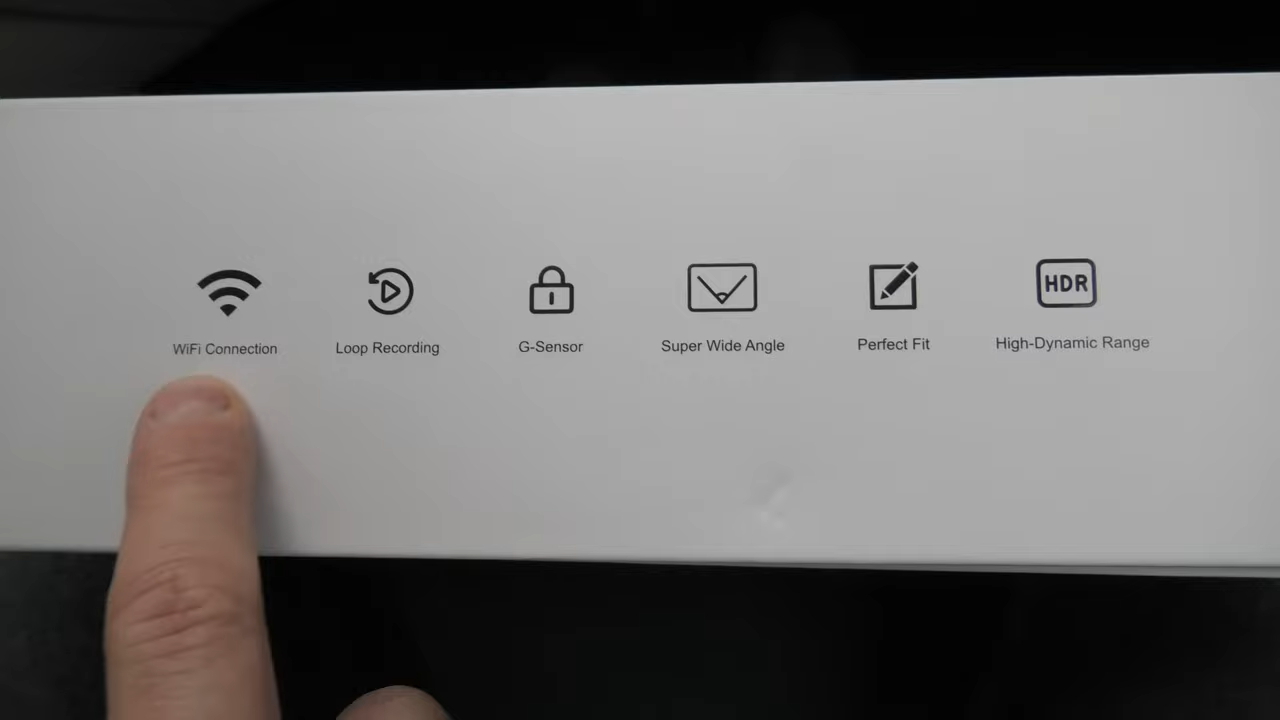 HDR
WiFi Connection
Loop Recording
G-Sensor
Super Wide Angle
Perfect Fit
High-Dynamic Range